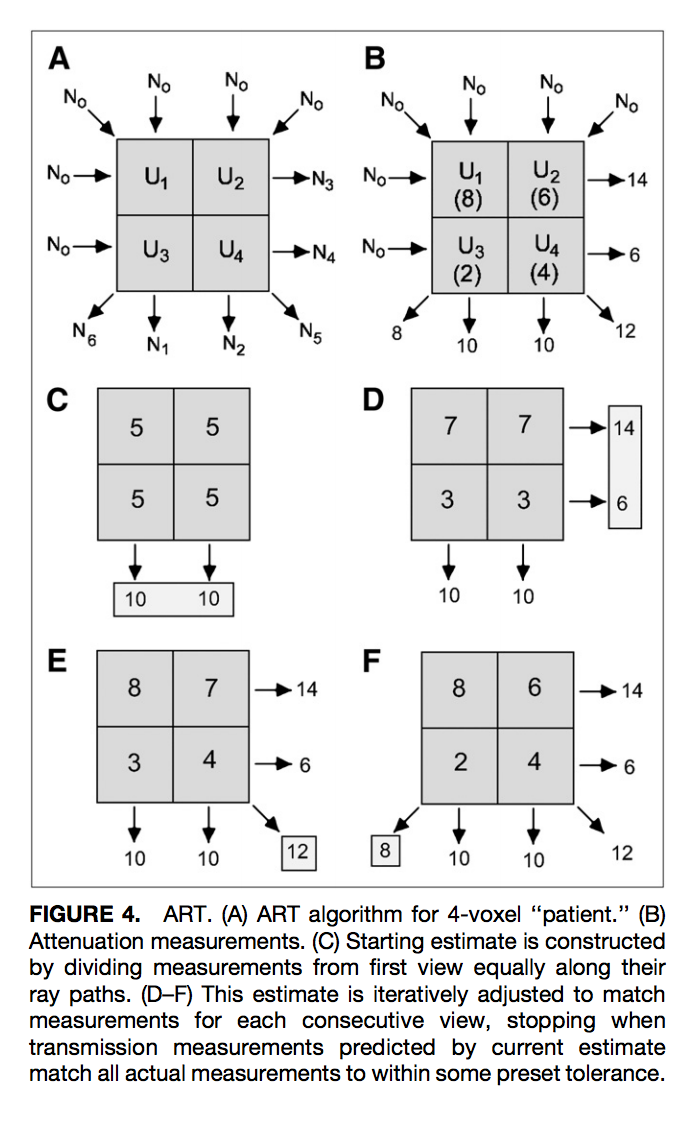 A
N₀ N₀ N₀ N₀
N₀ U₁ U₂ N₃
N₀ U₃ U₄ N₄
N₆ N₁ N₂ N₅
B
N₀ N₀ N₀ N₀
N₀ U₁ (8) U₂ (6) 14
N₀ U₃ (2) U₄ (4) 6
8 10 10 12
C
5 5
5 5
10 10
D
7 7 14
3 3 6
10 10
E
8 7 14
3 4 6
10 10 12
F
8 6 14
2 4 6
8 10 10 12
FIGURE 4. ART. (A) ART algorithm for 4-voxel “patient.” (B)
Attenuation measurements. (C) Starting estimate is constructed
by dividing measurements from first view equally along their
ray paths. (D–F) This estimate is iteratively adjusted to match
measurements for each consecutive view, stopping when
transmission measurements predicted by current estimate
match all actual measurements to within some preset tolerance.